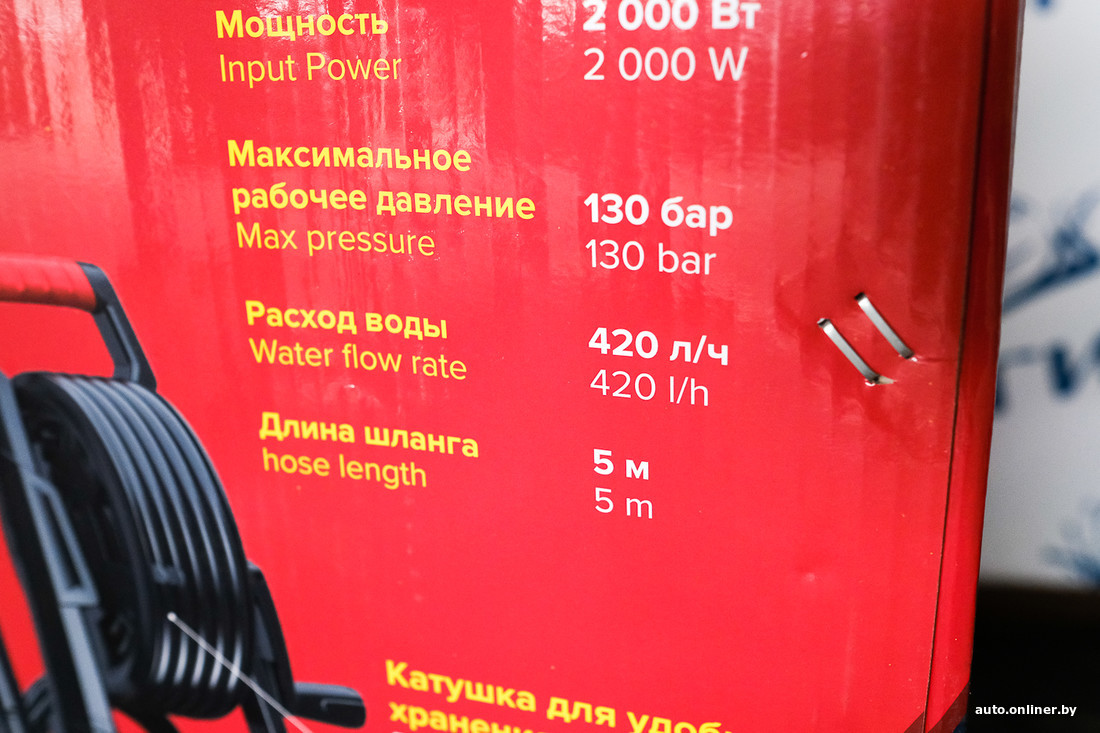 Мощность
2 000 Вт
Input Power
2 000 W
Максимальное
рабочее давление
130 бар
Max pressure
130 bar
Расход воды
420 л/ч
Water flow rate
420 l/h
Длина шланга
5 м
hose length
5 m
Катушка для
auto.onliner.by